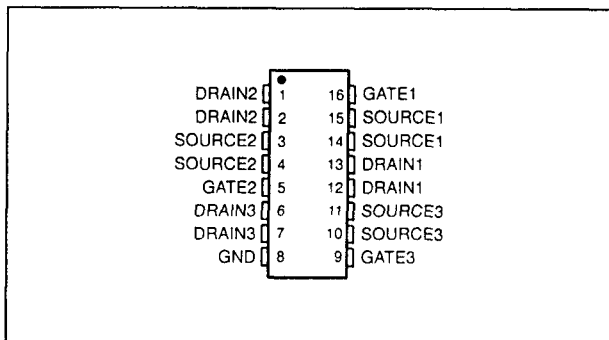 DRAIN2 1 16 GATE1
DRAIN2 2 15 SOURCE1
SOURCE2 3 14 SOURCE1
SOURCE2 4 13 DRAIN1
GATE2 5 12 DRAIN1
DRAIN3 6 11 SOURCE3
DRAIN3 7 10 SOURCE3
GND 8 9 GATE3